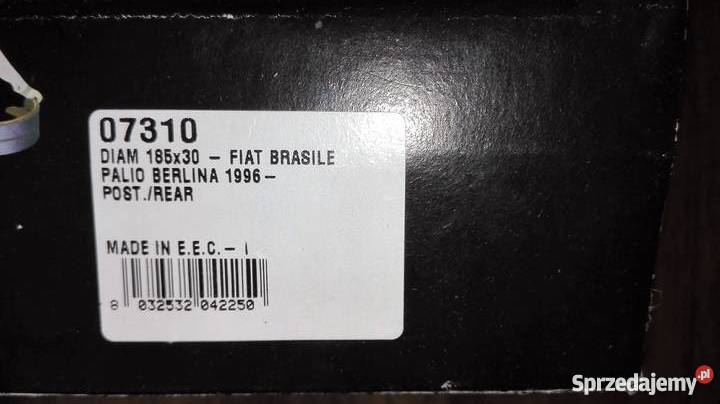 07310
DIAM 185x30 – FIAT BRASILE
PALIO BERLINA 1996–
POST./REAR
MADE IN E.E.C. – I
8 032532 042250
Sprzedajemy.pl